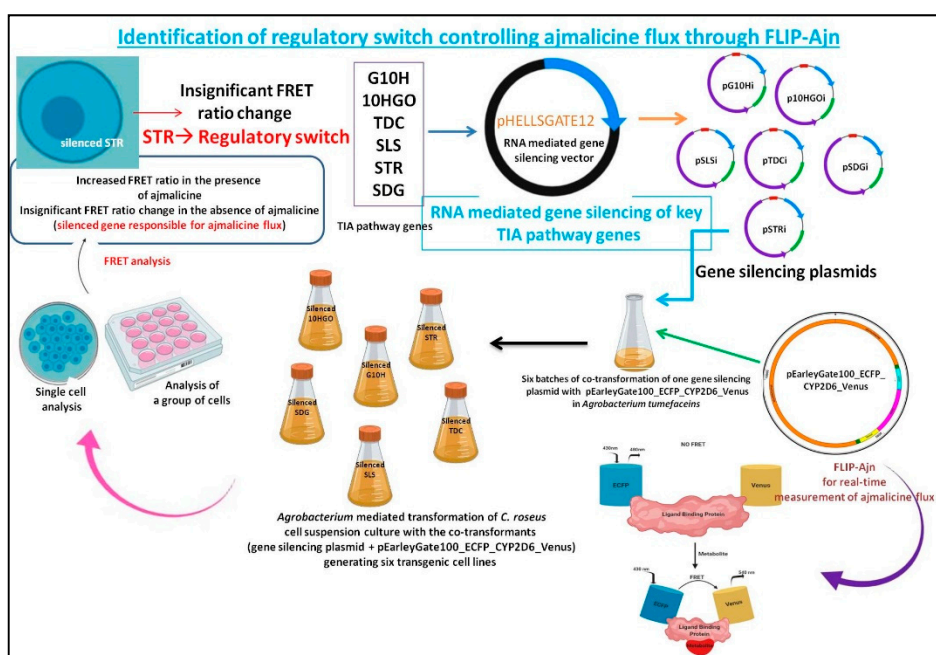 Identification of regulatory switch controlling ajmalicine flux through FLIP-Ajn
silenced STR
Insignificant FRET
ratio change
STR→ Regulatory switch
Increased FRET ratio in the presence
of ajmalicine
Insignificant FRET ratio change in the absence of ajmalicine
(silenced gene responsible for ajmalicine flux)
G10H
10HGO
TDC
SLS
STR
SDG
TIA pathway genes
pHELLSGATE12
RNA mediated gene
silencing vector
RNA mediated gene silencing of key
TIA pathway genes
pG10Hi
p10HGOi
pSLSi
pTDCi
pSDGi
pSTRi
Gene silencing plasmids
FRET analysis
Single cell
analysis
Analysis of
a group of cells
Silenced
10HGO
Silenced
STR
Silenced
G10H
Silenced
SDG
Silenced
TDC
Silenced
SLS
Agrobacterium mediated transformation of C. roseus
cell suspension culture with the co-transformants
(gene silencing plasmid + pEarleyGate100_ECFP_CYP2D6_Venus)
generating six transgenic cell lines
Six batches of co-transformation of one gene silencing
plasmid with pEarleyGate100_ECFP_CYP2D6_Venus
in Agrobacterium tumefaceins
pEarleyGate100_ECFP_
CYP2D6_Venus
FLIP-Ajn
for real-time
measurement of ajmalicine flux
NO FRET
430nm
480nm
ECFP
Venus
Ligand Binding Protein
Metabolite
430 nm
FRET
540 nm
ECFP
Venus
Ligand Binding
Protein
Metabolite